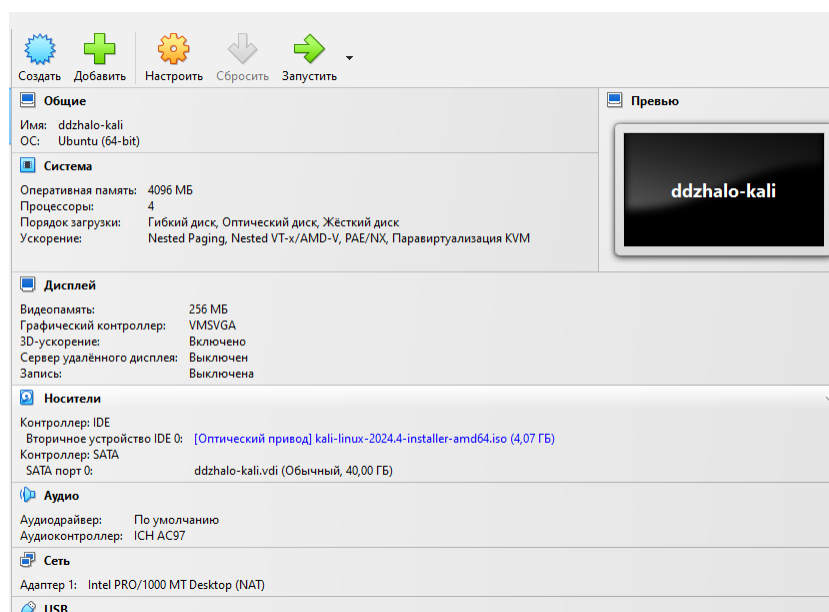 Создать Добавить Настроить Сбросить Запустить
Общие
Имя: ddzhalo-kali
ОС: Ubuntu (64-bit)
Превью
ddzhalo-kali
Система
Оперативная память: 4096 МБ
Процессоры: 4
Порядок загрузки: Гибкий диск, Оптический диск, Жёсткий диск
Ускорение: Nested Paging, Nested VT-x/AMD-V, PAE/NX, Паравиртуализация KVM
Дисплей
Видеопамять: 256 МБ
Графический контроллер: VMSVGA
3D-ускорение: Включено
Сервер удалённого дисплея: Выключен
Запись: Выключена
Носители
Контроллер: IDE
Вторичное устройство IDE 0: [Оптический привод] kali-linux-2024.4-installer-amd64.iso (4,07 ГБ)
Контроллер: SATA
SATA порт 0: ddzhalo-kali.vdi (Обычный, 40,00 ГБ)
Аудио
Аудиодрайвер: По умолчанию
Аудиоконтроллер: ICH AC97
Сеть
Адаптер 1: Intel PRO/1000 MT Desktop (NAT)
USB